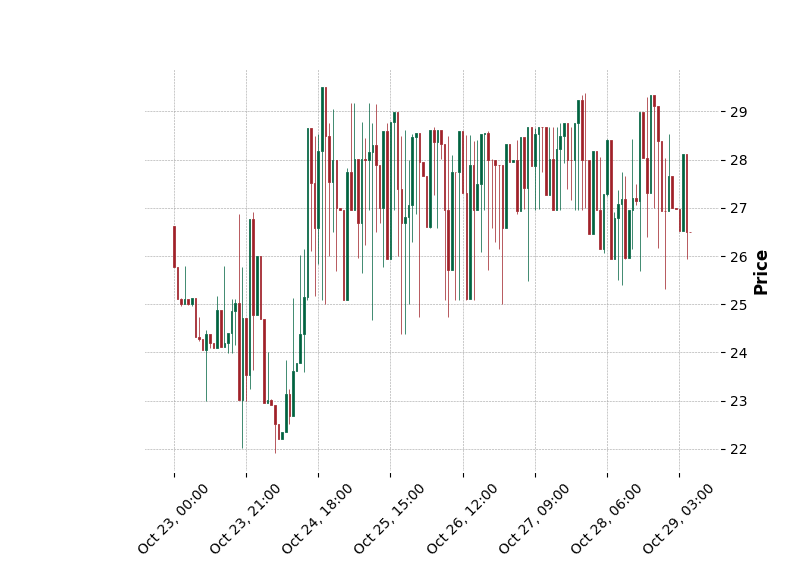 29
28
27
26
25
24
23
22
Price
Oct 23, 00:00
Oct 23, 21:00
Oct 24, 18:00
Oct 25, 15:00
Oct 26, 12:00
Oct 27, 09:00
Oct 28, 06:00
Oct 29, 03:00